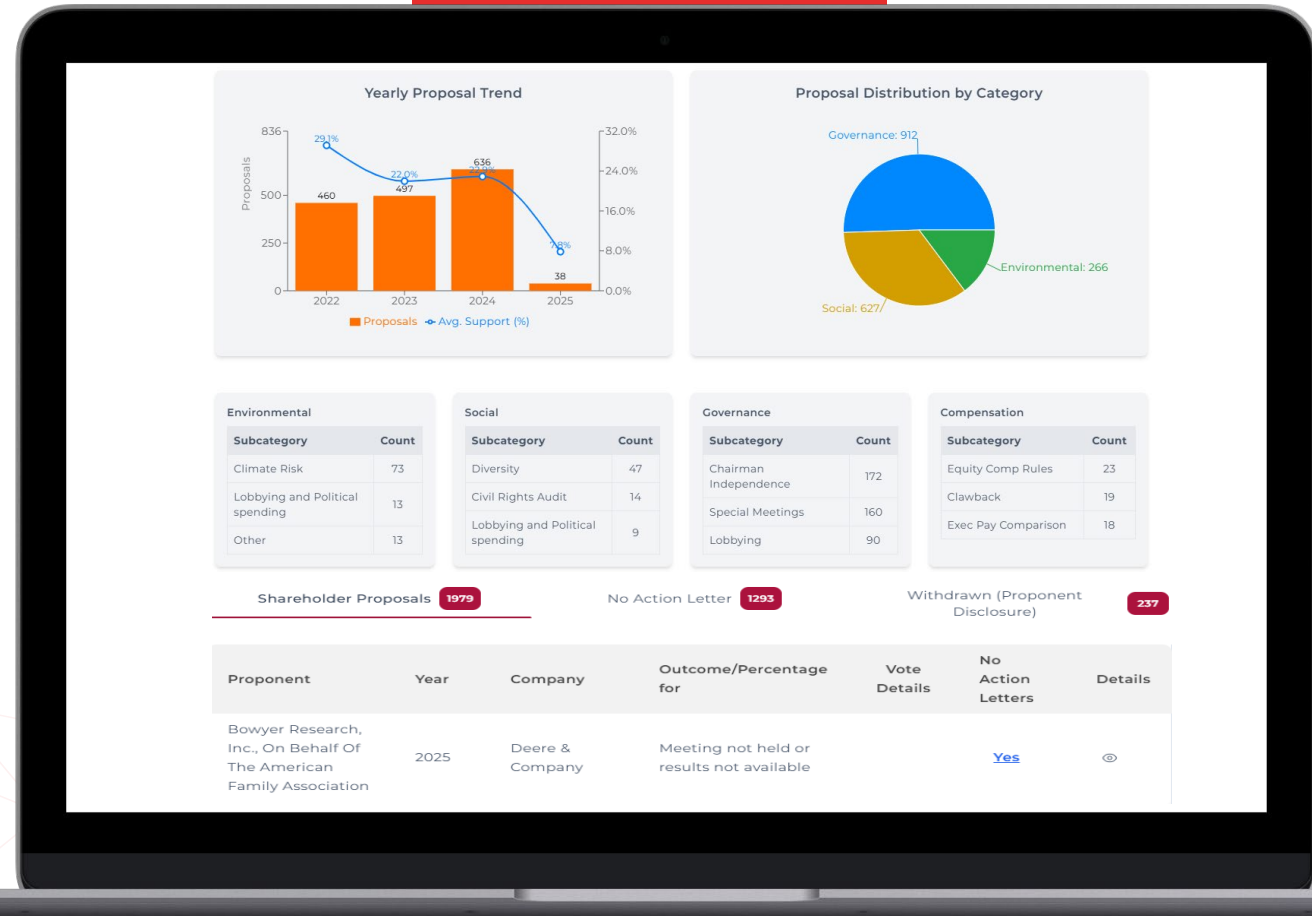 Yearly Proposal Trend
836
500
250
0
Proposals
29.1%
22.0%
22.9%
7.8%
460
497
636
38
32.0%
24.0%
16.0%
8.0%
0.0%
2022 2023 2024 2025
Proposals Avg. Support (%)
Proposal Distribution by Category
Governance: 912
Environmental: 266
Social: 627
Environmental
Subcategory Count
Climate Risk 73
Lobbying and Political
spending 13
Other 13
Social
Subcategory Count
Diversity 47
Civil Rights Audit 14
Lobbying and Political
spending 9
Governance
Subcategory Count
Chairman
Independence 172
Special Meetings 160
Lobbying 90
Compensation
Subcategory Count
Equity Comp Rules 23
Clawback 19
Exec Pay Comparison 18
Shareholder Proposals 1979
No Action Letter 1293
Withdrawn (Proponent
Disclosure) 237
Proponent
Year
Company
Outcome/Percentage
for
Vote
Details
No
Action
Letters
Details
Bowyer Research,
Inc., On Behalf Of
The American
Family Association
2025
Deere &
Company
Meeting not held or
results not available
Yes